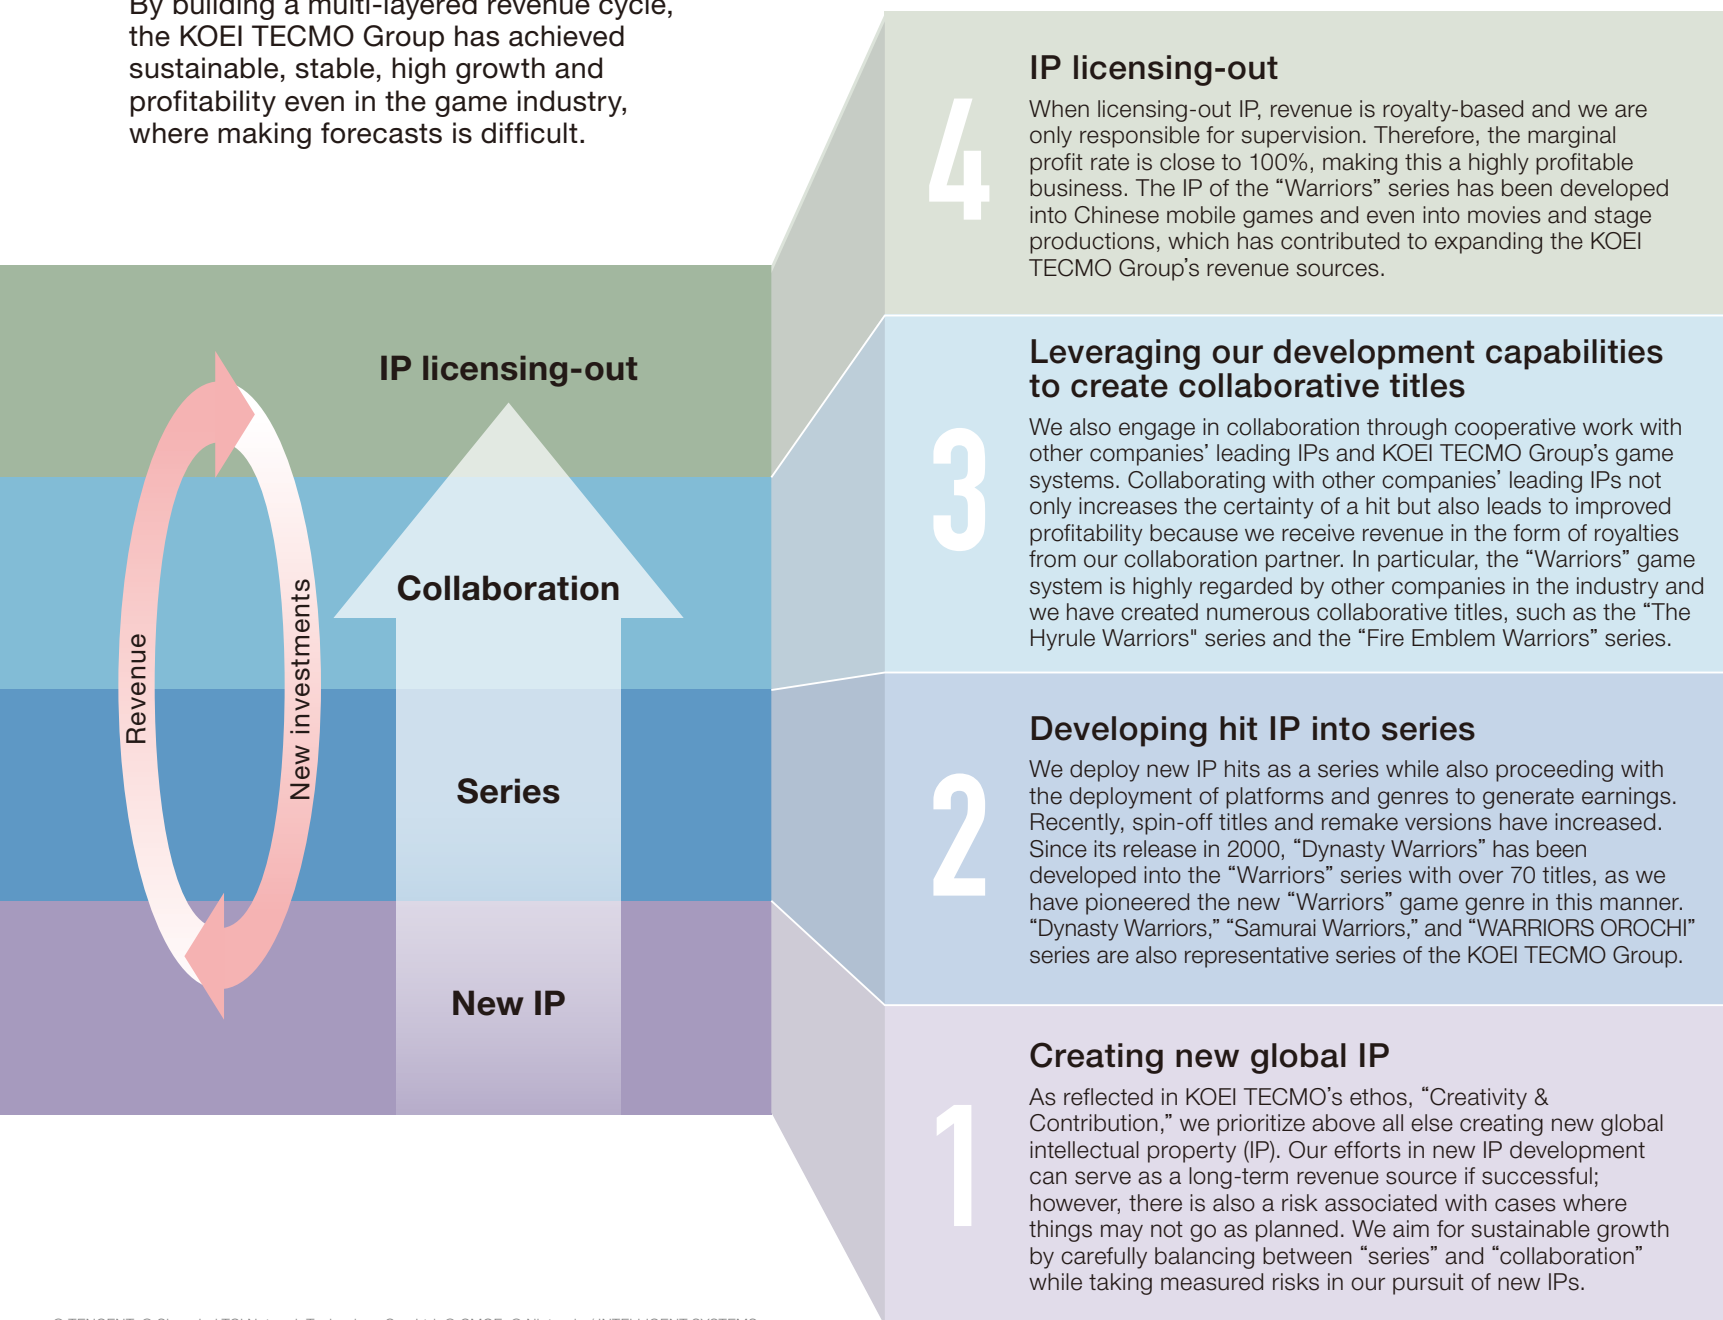 By building a multi-layered revenue cycle,
the KOEI TECMO Group has achieved
sustainable, stable, high growth and
profitability even in the game industry,
where making forecasts is difficult.
IP licensing-out
Collaboration
Series
New IP
Revenue
New investments
4
IP licensing-out
When licensing-out IP, revenue is royalty-based and we are
only responsible for supervision. Therefore, the marginal
profit rate is close to 100%, making this a highly profitable
business. The IP of the “Warriors” series has been developed
into Chinese mobile games and even into movies and stage
productions, which has contributed to expanding the KOEI
TECMO Group’s revenue sources.
3
Leveraging our development capabilities
to create collaborative titles
We also engage in collaboration through cooperative work with
other companies’ leading IPs and KOEI TECMO Group’s game
systems. Collaborating with other companies’ leading IPs not
only increases the certainty of a hit but also leads to improved
profitability because we receive revenue in the form of royalties
from our collaboration partner. In particular, the “Warriors” game
system is highly regarded by other companies in the industry and
we have created numerous collaborative titles, such as the “The
Hyrule Warriors" series and the “Fire Emblem Warriors” series.
2
Developing hit IP into series
We deploy new IP hits as a series while also proceeding with
the deployment of platforms and genres to generate earnings.
Recently, spin-off titles and remake versions have increased.
Since its release in 2000, “Dynasty Warriors” has been
developed into the “Warriors” series with over 70 titles, as we
have pioneered the new “Warriors” game genre in this manner.
“Dynasty Warriors,” “Samurai Warriors,” and “WARRIORS OROCHI”
series are also representative series of the KOEI TECMO Group.
1
Creating new global IP
As reflected in KOEI TECMO’s ethos, “Creativity &
Contribution,” we prioritize above all else creating new global
intellectual property (IP). Our efforts in new IP development
can serve as a long-term revenue source if successful;
however, there is also a risk associated with cases where
things may not go as planned. We aim for sustainable growth
by carefully balancing between “series” and “collaboration”
while taking measured risks in our pursuit of new IPs.